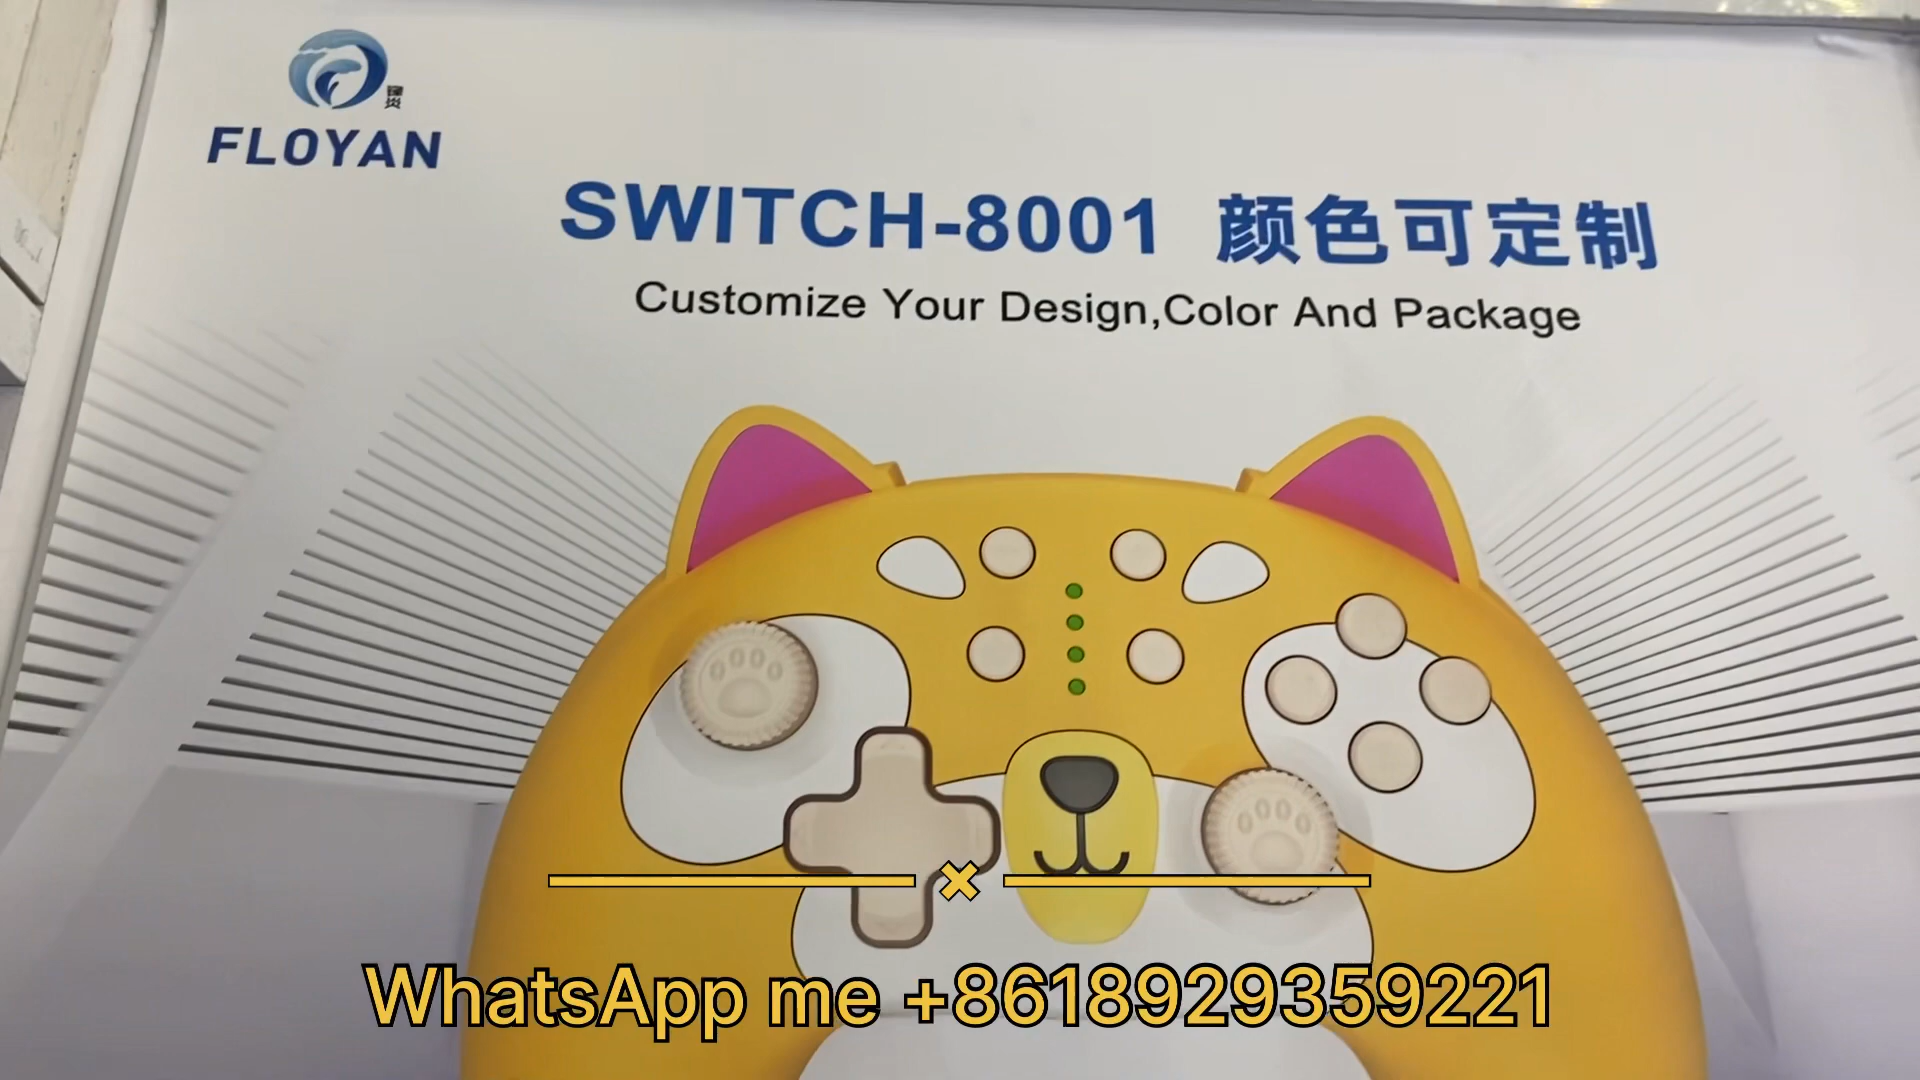 FLOYAN
SWITCH-8001 颜色可定制
Customize Your Design,Color And Package
WhatsApp me +8618929359221